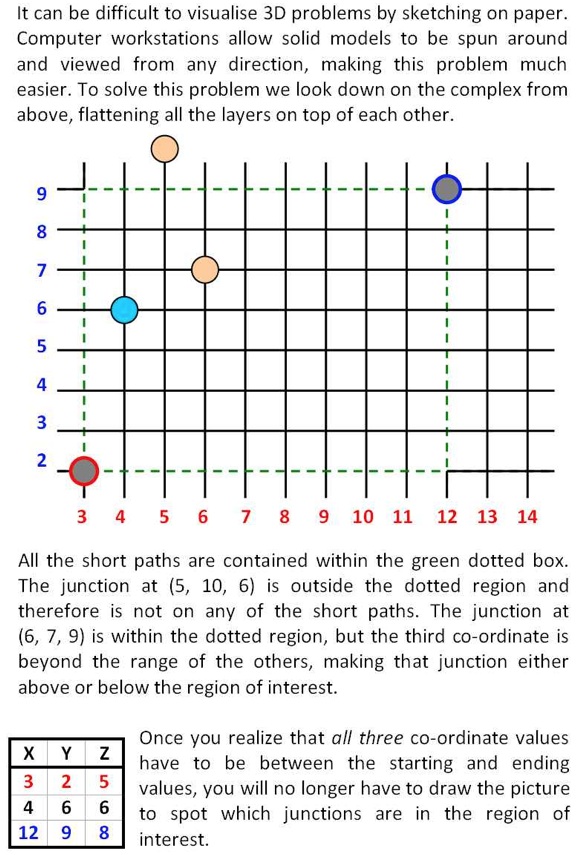 It can be difficult to visualise 3D problems by sketching on paper.
Computer workstations allow solid models to be spun around
and viewed from any direction, making this problem much
easier. To solve this problem we look down on the complex from
above, flattening all the layers on top of each other.
9
8
7
6
5
4
3
2
3 4 5 6 7 8 9 10 11 12 13 14
All the short paths are contained within the green dotted box.
The junction at (5, 10, 6) is outside the dotted region and
therefore is not on any of the short paths. The junction at
(6, 7, 9) is within the dotted region, but the third co-ordinate is
beyond the range of the others, making that junction either
above or below the region of interest.
X Y Z
3 2 5
4 6 6
12 9 8
Once you realize that all three co-ordinate values
have to be between the starting and ending
values, you will no longer have to draw the picture
to spot which junctions are in the region of
interest.